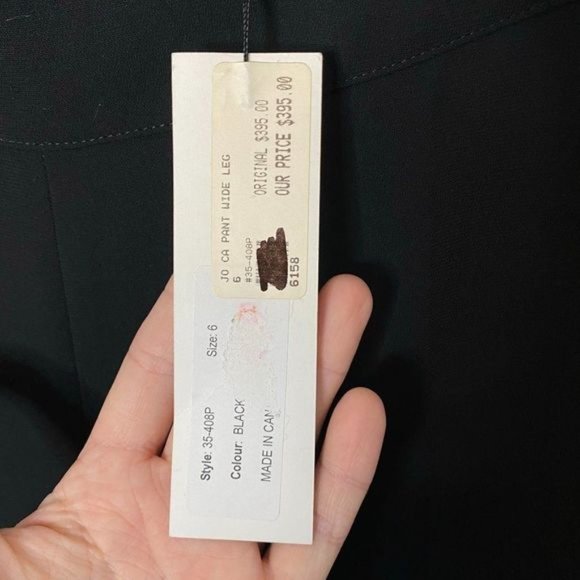 JO CA PANT WIDE LEG
6
#35-408P
ORIGINAL $395.00
OUR PRICE $395.00
6158
Style: 35-408P
Size: 6
Colour: BLACK
MADE IN CAN